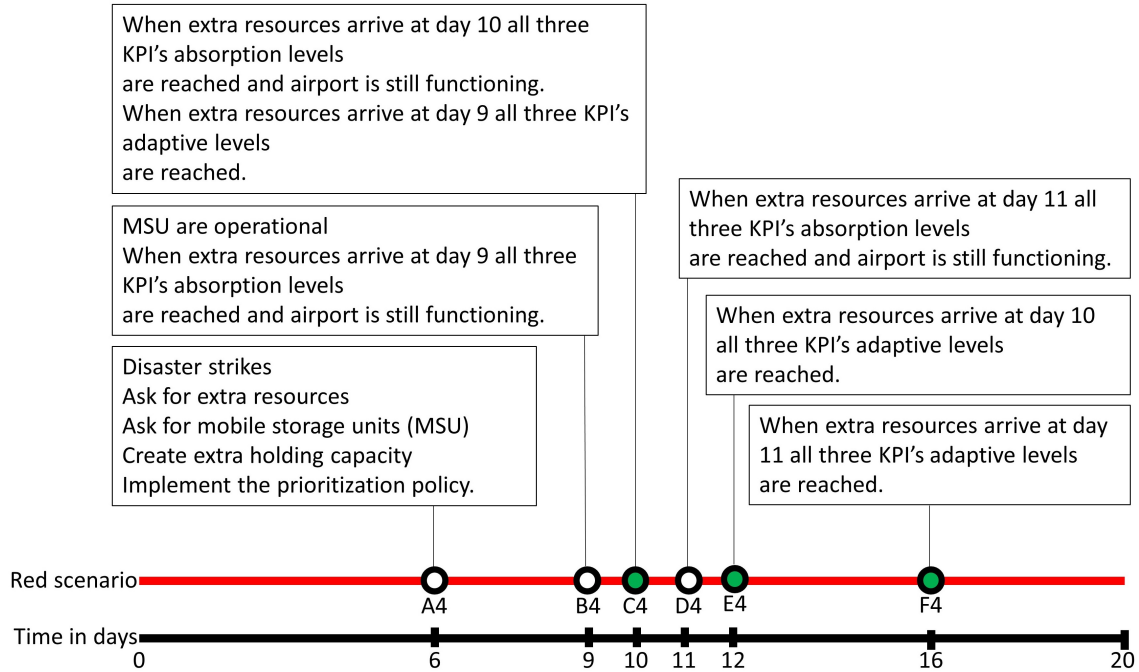 When extra resources arrive at day 10 all three
KPI's absorption levels
are reached and airport is still functioning.
When extra resources arrive at day 9 all three KPI's
adaptive levels
are reached.
MSU are operational
When extra resources arrive at day 9 all three
KPI's absorption levels
are reached and airport is still functioning.
Disaster strikes
Ask for extra resources
Ask for mobile storage units (MSU)
Create extra holding capacity
Implement the prioritization policy.
When extra resources arrive at day 11 all
three KPI's absorption levels
are reached and airport is still functioning.
When extra resources arrive at day 10
all three KPI's adaptive levels
are reached.
When extra resources arrive at day
11 all three KPI's adaptive levels
are reached.
Red scenario
A4 B4 C4 D4 E4 F4
Time in days
0 6 9 10 11 12 16 20